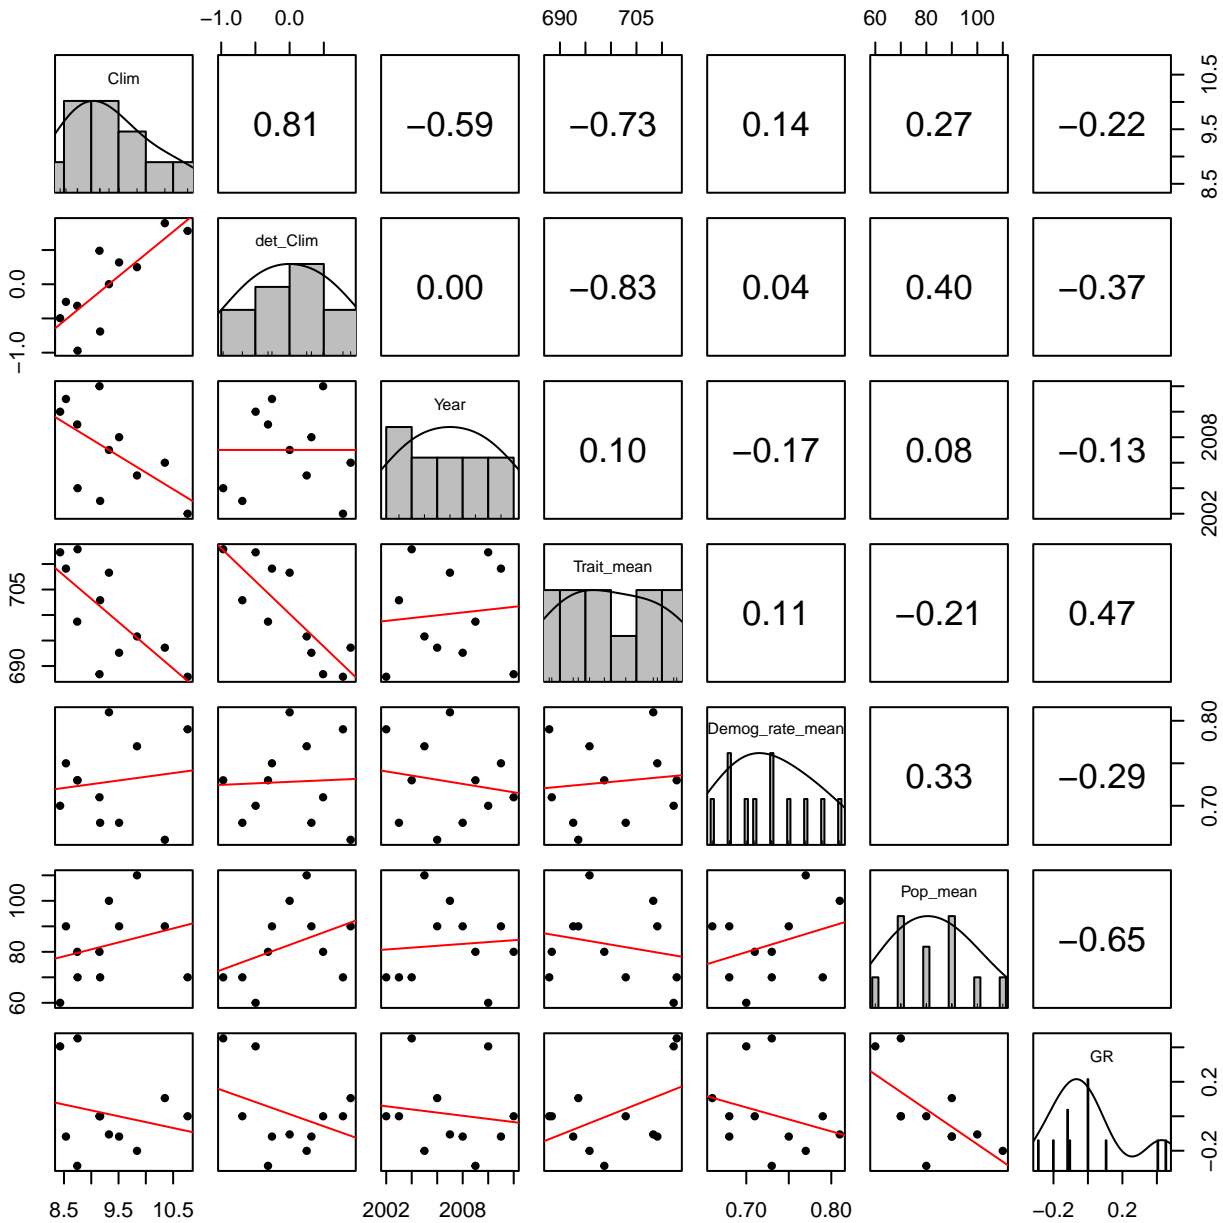 −1.0 0.0 690 705 60 80 100
Clim 0.81 −0.59 −0.73 0.14 0.27 −0.22 8.5 9.5 10.5
−1.0 0.0 det_Clim 0.00 −0.83 0.04 0.40 −0.37
Year 0.10 −0.17 0.08 −0.13 2002 2008
690 705 Trait_mean 0.11 −0.21 0.47
Demog_rate_mean 0.33 −0.29 0.70 0.80
60 80 100 Pop_mean −0.65
GR −0.2 0.2
8.5 9.5 10.5 2002 2008 0.70 0.80 −0.2 0.2